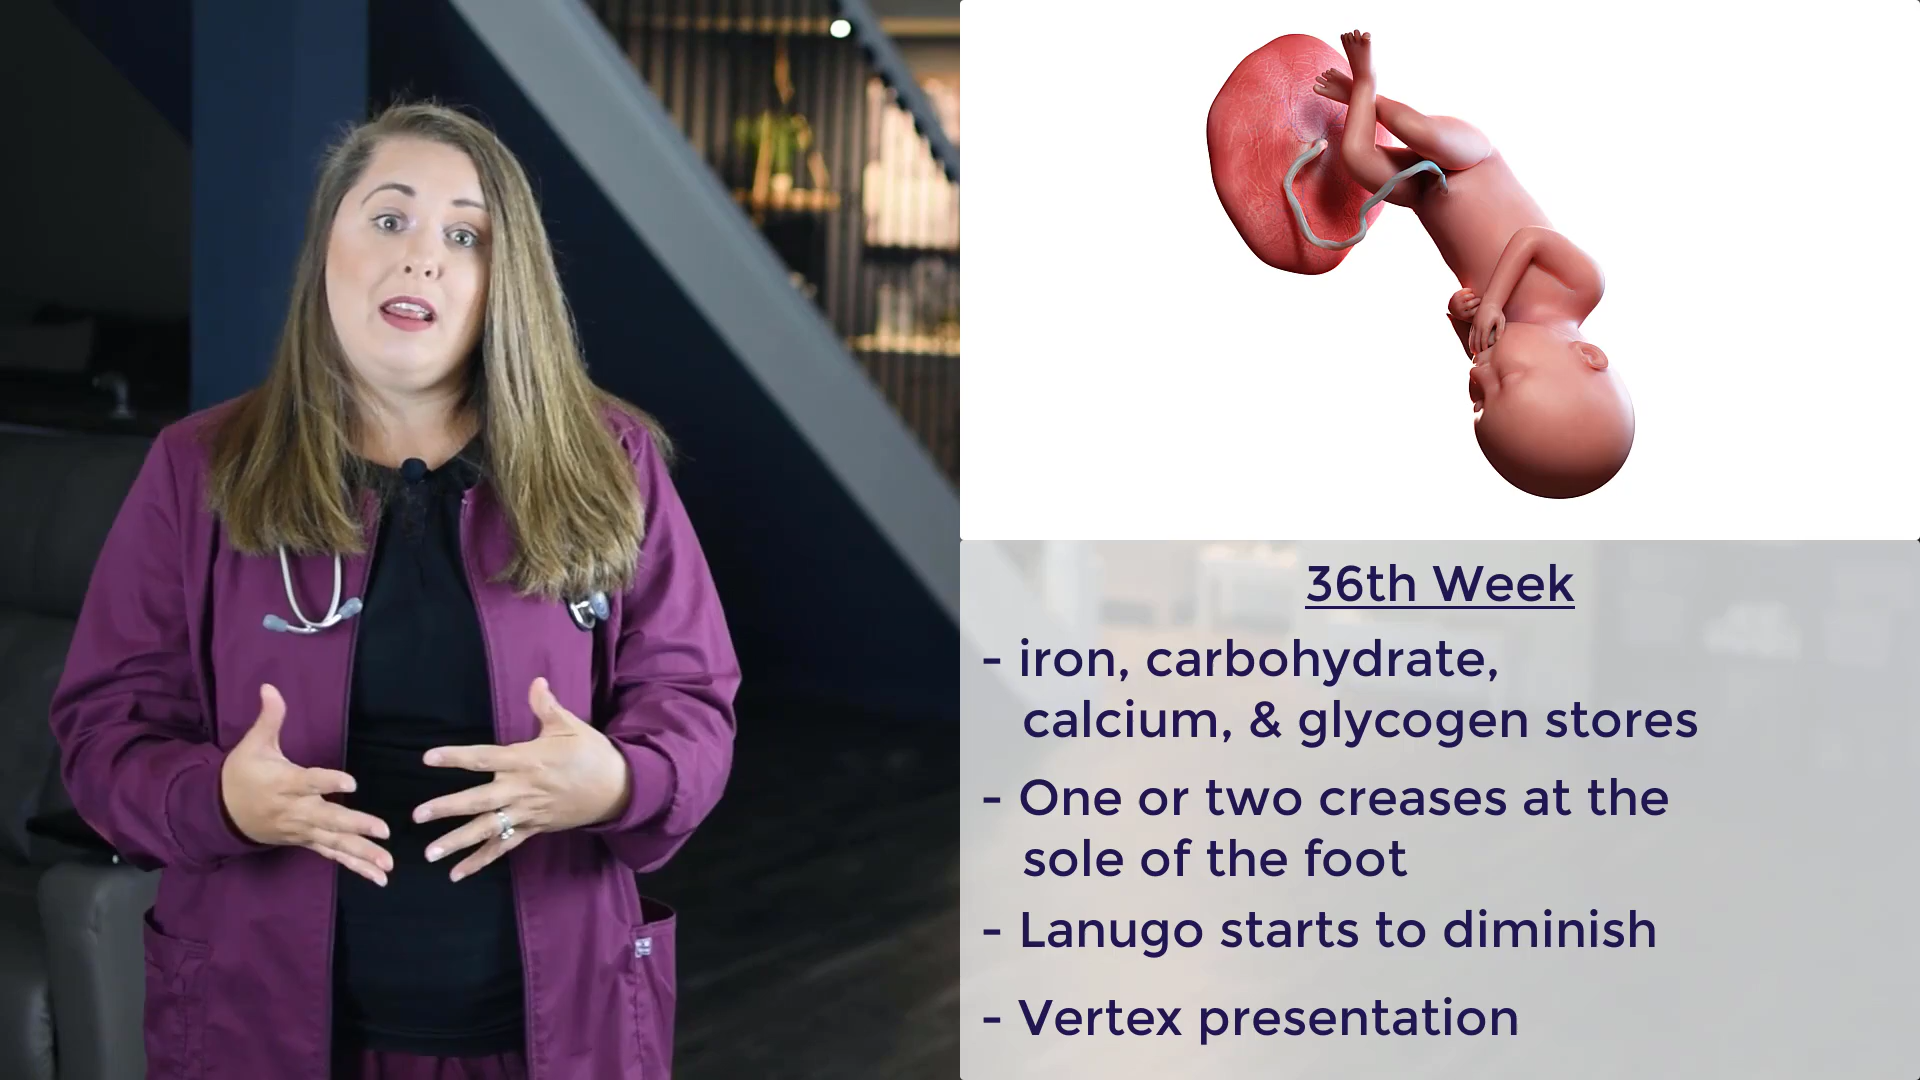 36th Week
- iron, carbohydrate,
calcium, & glycogen stores
- One or two creases at the
sole of the foot
- Lanugo starts to diminish
- Vertex presentation